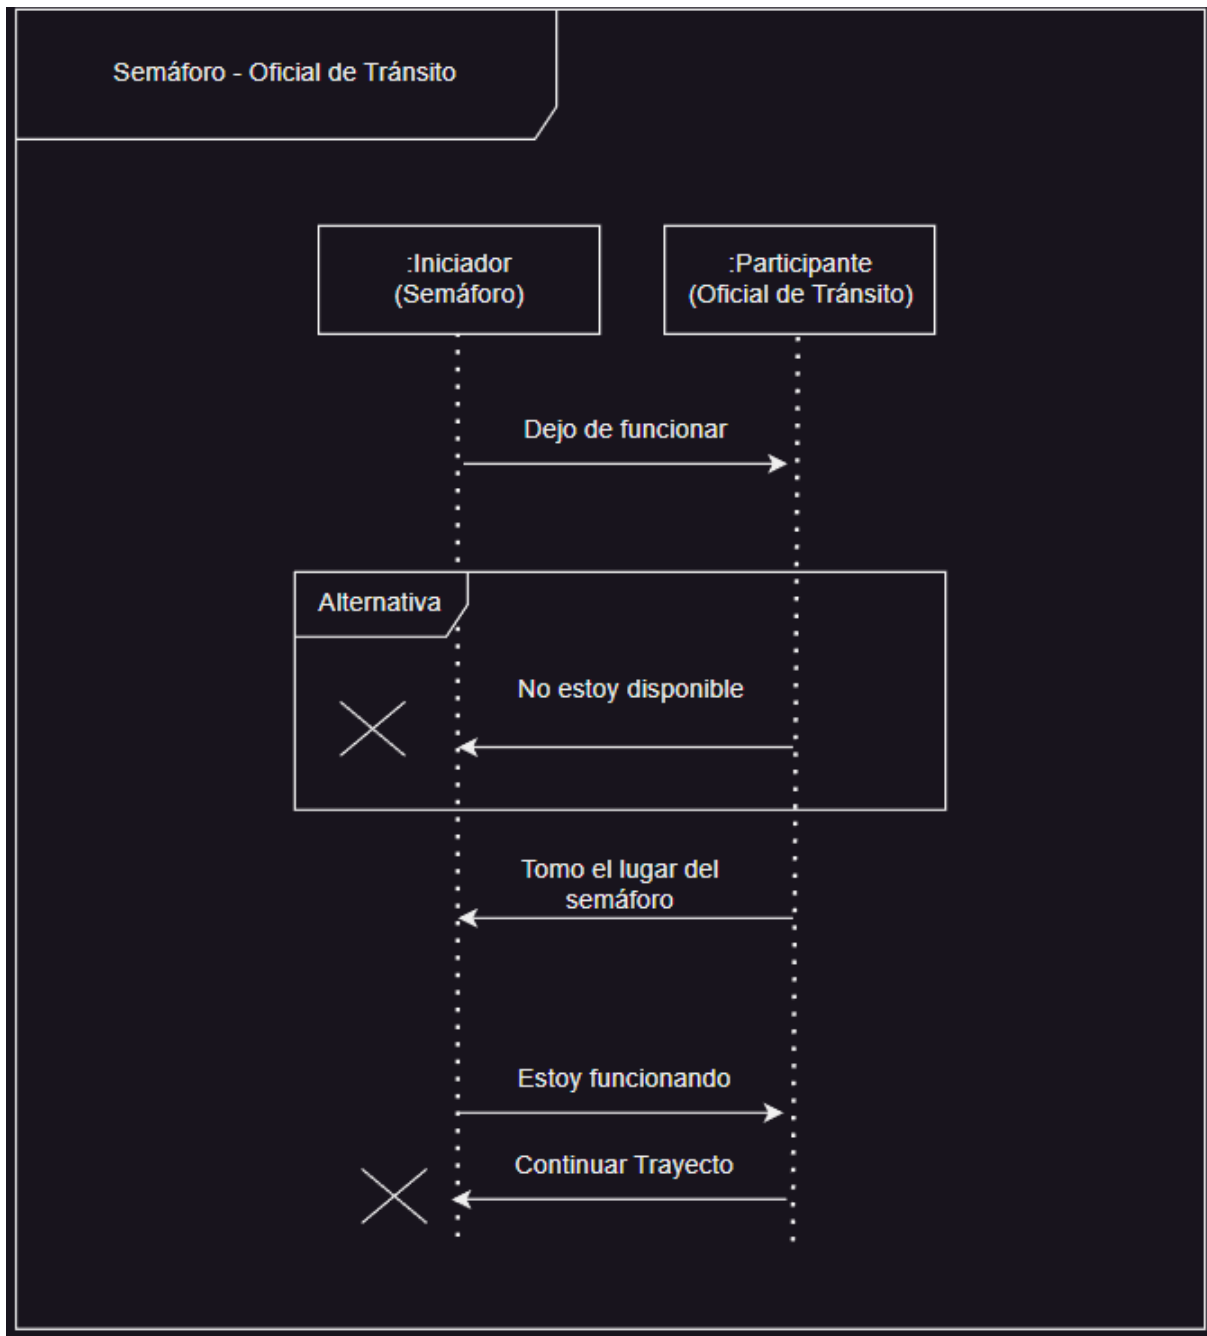 Semáforo - Oficial de Tránsito
:Iniciador
(Semáforo)
:Participante
(Oficial de Tránsito)
Dejo de funcionar
Alternativa
No estoy disponible
Tomo el lugar del
semáforo
Estoy funcionando
Continuar Trayecto